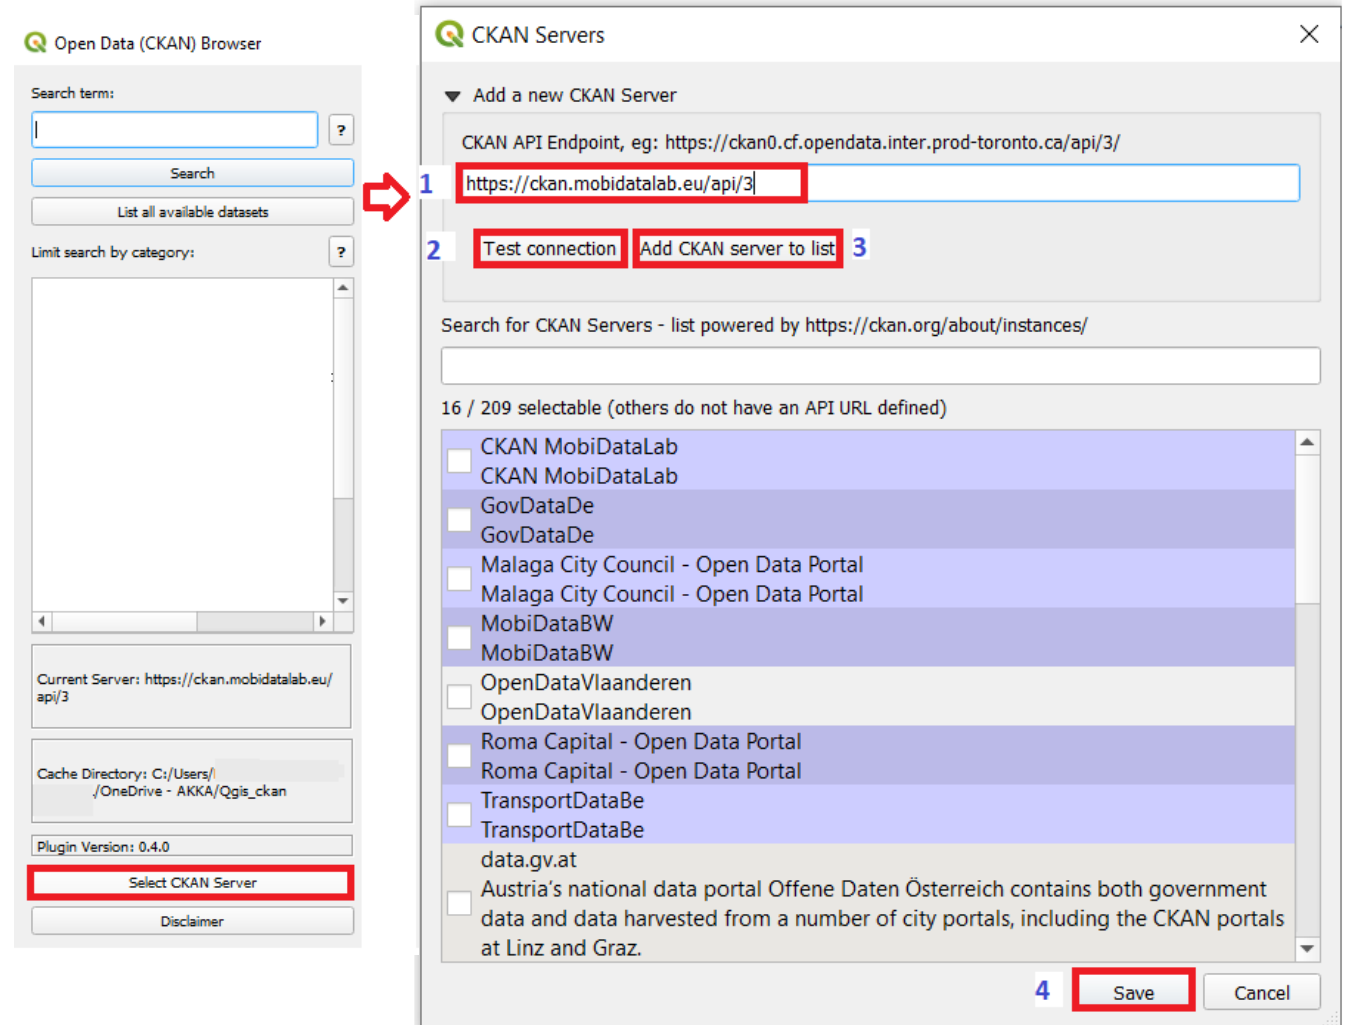 Open Data (CKAN) Browser
Search term:
?
Search
List all available datasets
Limit search by category:
?
Current Server: https://ckan.mobidatalab.eu/
api/3
Cache Directory: C:/Users/
/OneDrive - AKKA/Qgis_ckan
Plugin Version: 0.4.0
Select CKAN Server
Disclaimer
CKAN Servers
Add a new CKAN Server
CKAN API Endpoint, eg: https://ckan0.cf.opendata.inter.prod-toronto.ca/api/3/
1
https://ckan.mobidatalab.eu/api/3
2 Test connection Add CKAN server to list 3
Search for CKAN Servers - list powered by https://ckan.org/about/instances/
16 / 209 selectable (others do not have an API URL defined)
CKAN MobiDataLab
CKAN MobiDataLab
GovDataDe
GovDataDe
Malaga City Council - Open Data Portal
Malaga City Council - Open Data Portal
MobiDataBW
MobiDataBW
OpenDataVlaanderen
OpenDataVlaanderen
Roma Capital - Open Data Portal
Roma Capital - Open Data Portal
TransportDataBe
TransportDataBe
data.gv.at
Austria's national data portal Offene Daten Österreich contains both government
data and data harvested from a number of city portals, including the CKAN portals
at Linz and Graz.
4 Save Cancel